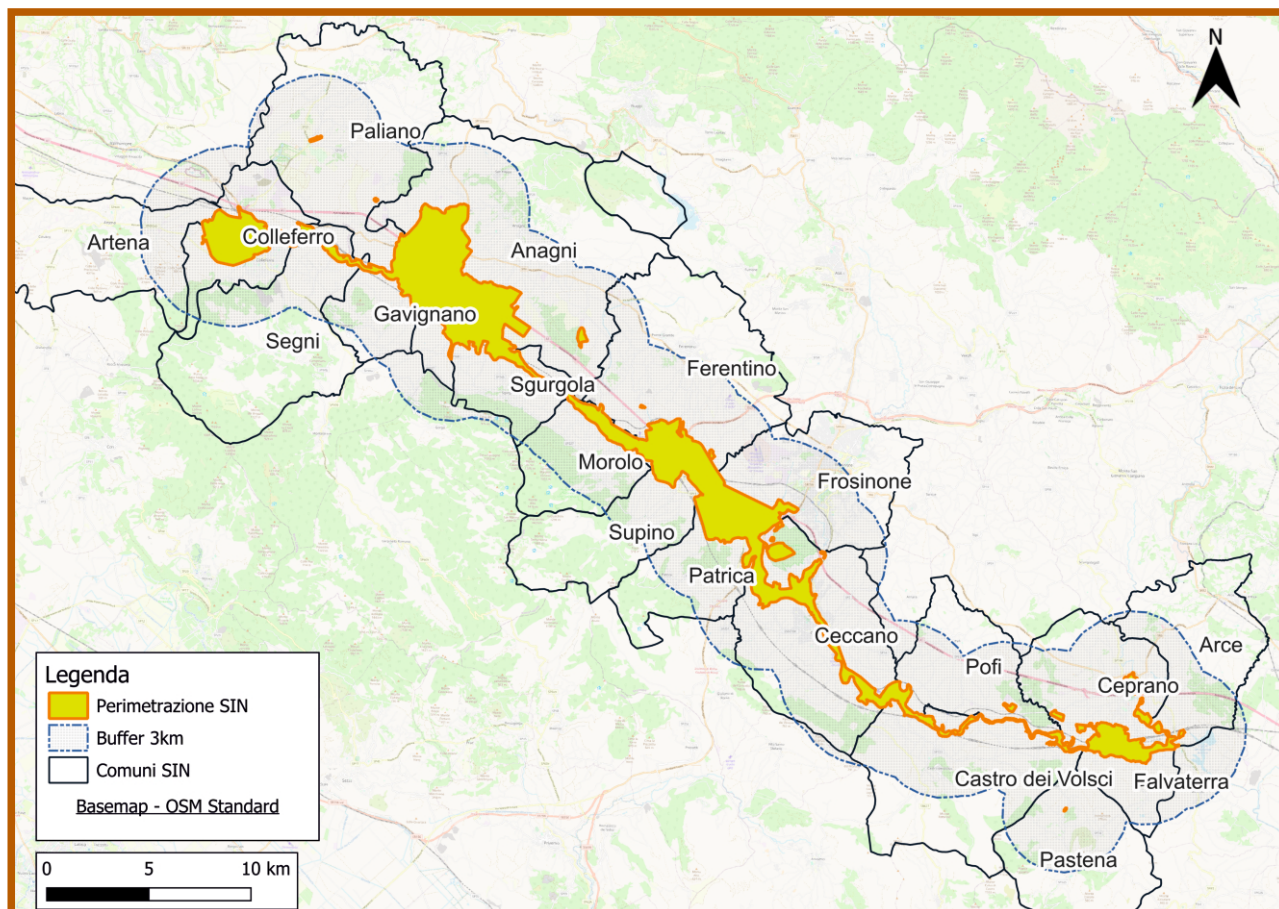 N
Paliano
Artena
Colleferro
Anagni
Gavignano
Segni
Sgurgola
Ferentino
Morolo
Frosinone
Supino
Patrica
Ceccano
Pofi
Arce
Ceprano
Castro dei Volsci
Falvaterra
Pastena
Legenda
Perimetrazione SIN
Buffer 3km
Comuni SIN
Basemap - OSM Standard
0 5 10 km